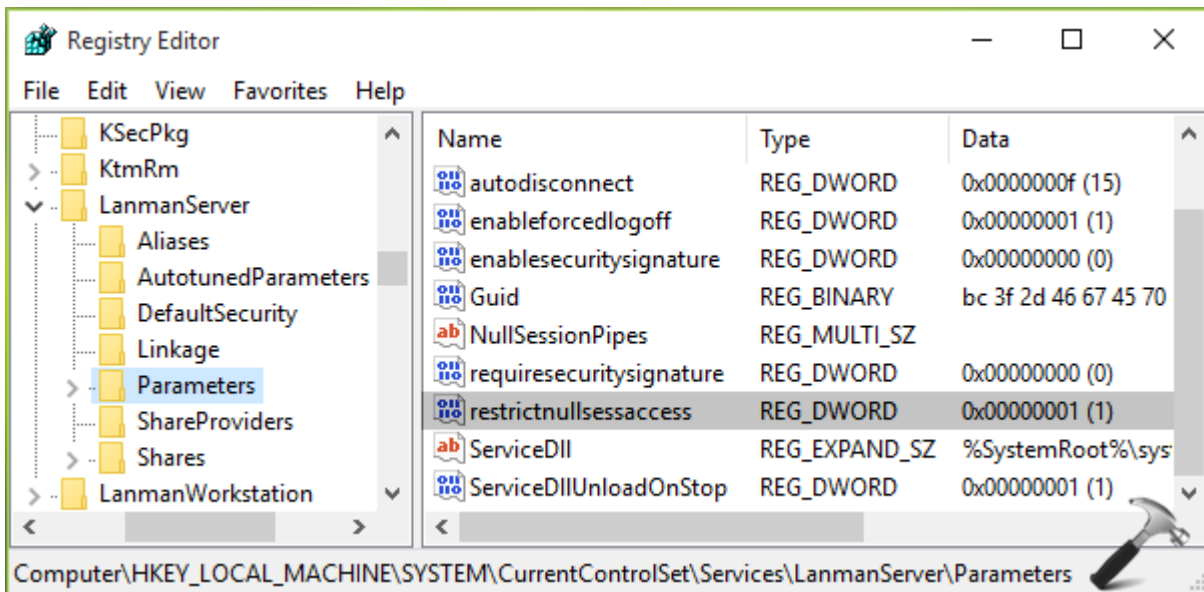 Registry Editor
File Edit View Favorites Help
KSecPkg
KtmRm
LanmanServer
Aliases
AutotunedParameters
DefaultSecurity
Linkage
Parameters
ShareProviders
Shares
LanmanWorkstation
Name Type Data
autodisconnect REG_DWORD 0x0000000f (15)
enableforcedlogoff REG_DWORD 0x00000001 (1)
enablesecuritysignature REG_DWORD 0x00000000 (0)
Guid REG_BINARY bc 3f 2d 46 67 45 70
NullSessionPipes REG_MULTI_SZ
requiresecuritysignature REG_DWORD 0x00000000 (0)
restrictnullsessaccess REG_DWORD 0x00000001 (1)
ServiceDll REG_EXPAND_SZ %SystemRoot%\sys
ServiceDllUnloadOnStop REG_DWORD 0x00000001 (1)
Computer\HKEY_LOCAL_MACHINE\SYSTEM\CurrentControlSet\Services\LanmanServer\Parameters